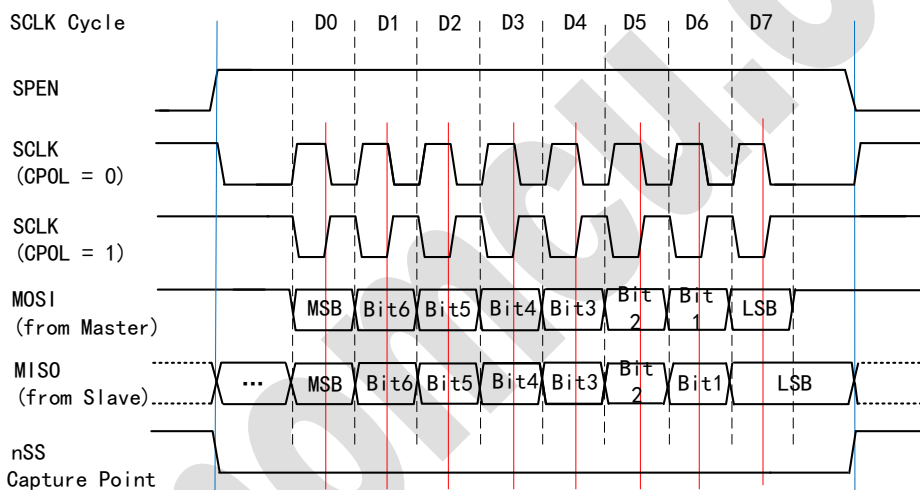 SCLK Cycle D0 D1 D2 D3 D4 D5 D6 D7
SPEN
SCLK
(CPOL = 0)
SCLK
(CPOL = 1)
MOSI
(from Master)
MSB Bit6 Bit5 Bit4 Bit3 Bit
2 Bit
1 LSB
MISO
(from Slave)
... MSB Bit6 Bit5 Bit4 Bit3 Bit
2 Bit1 LSB
nSS
Capture Point
omcu.c